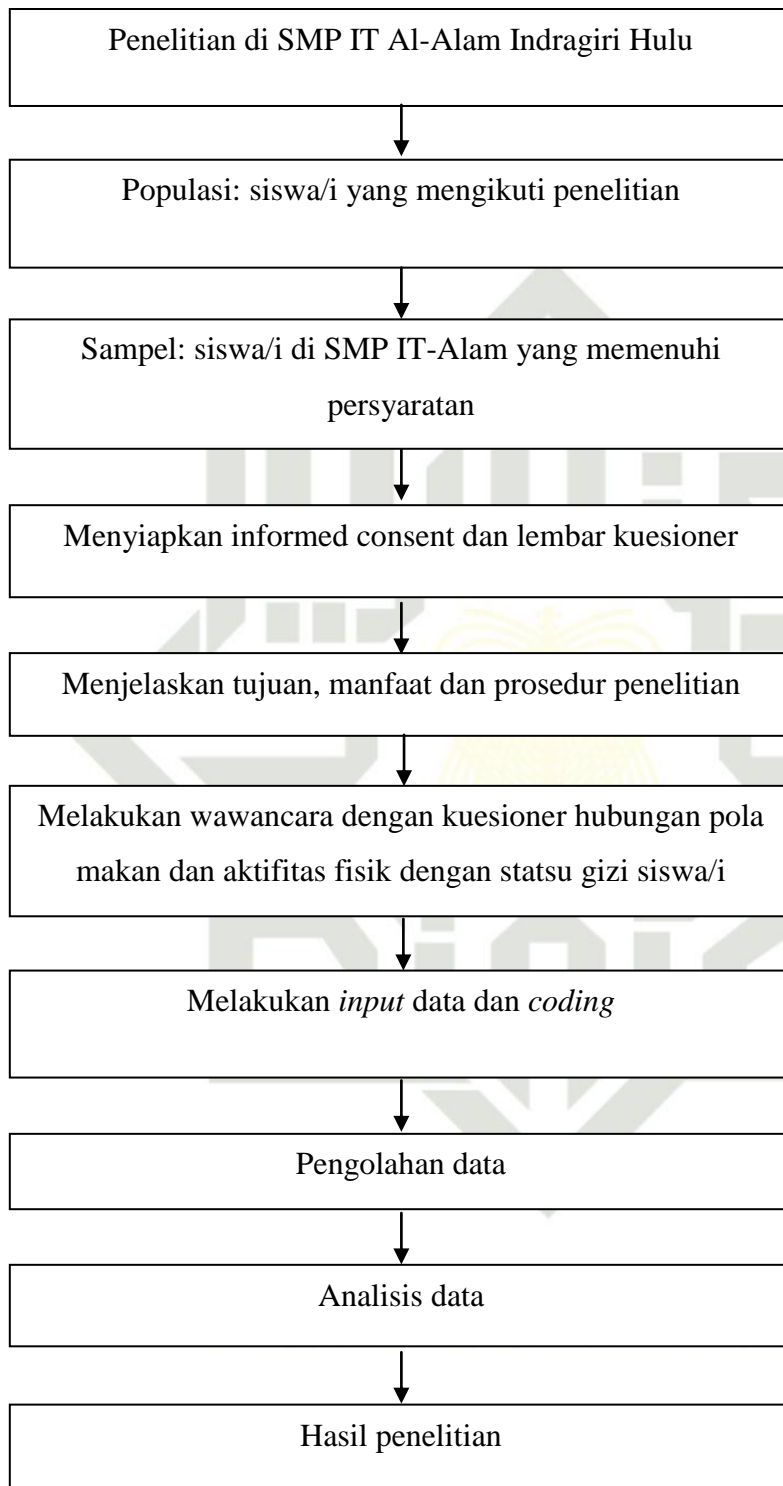 Penelitian di SMP IT Al-Alam Indragiri Hulu
Populasi: siswa/i yang mengikuti penelitian
Sampel: siswa/i di SMP IT-Alam yang memenuhi
persyaratan
Menyiapkan informed consent dan lembar kuesioner
Menjelaskan tujuan, manfaat dan prosedur penelitian
Melakukan wawancara dengan kuesioner hubungan pola
makan dan aktifitas fisik dengan statsu gizi siswa/i
Melakukan input data dan coding
Pengolahan data
Analisis data
Hasil penelitian